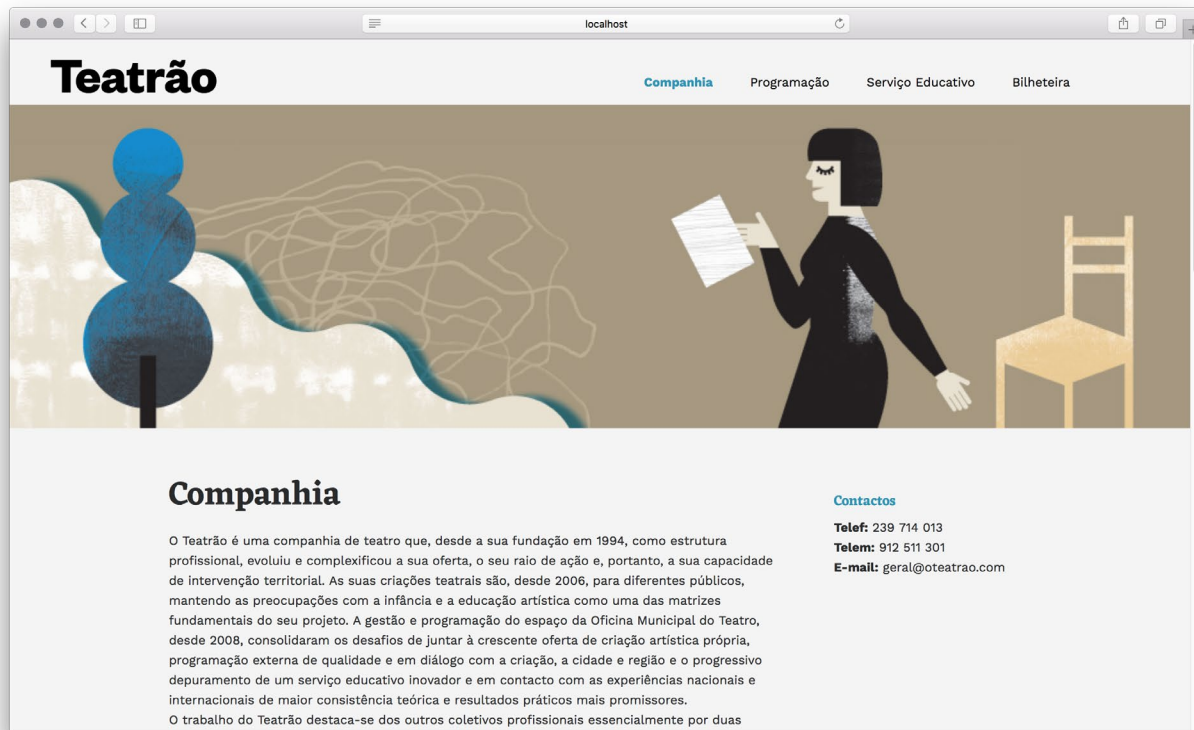 localhost
Teatrão
Companhia Programação Serviço Educativo Bilheteira
Companhia
O Teatrão é uma companhia de teatro que, desde a sua fundação em 1994, como estrutura
profissional, evoluiu e complexificou a sua oferta, o seu raio de ação e, portanto, a sua capacidade
de intervenção territorial. As suas criações teatrais são, desde 2006, para diferentes públicos,
mantendo as preocupações com a infância e a educação artística como uma das matrizes
fundamentais do seu projeto. A gestão e programação do espaço da Oficina Municipal do Teatro,
desde 2008, consolidaram os desafios de juntar à crescente oferta de criação artística própria,
programação externa de qualidade e em diálogo com a criação, a cidade e região e o progressivo
depuramento de um serviço educativo inovador e em contacto com as experiências nacionais e
internacionais de maior consistência teórica e resultados práticos mais promissores.
O trabalho do Teatrão destaca-se dos outros coletivos profissionais essencialmente por duas
Contactos
Telef: 239 714 013
Telem: 912 511 301
E-mail: geral@oteatrao.com